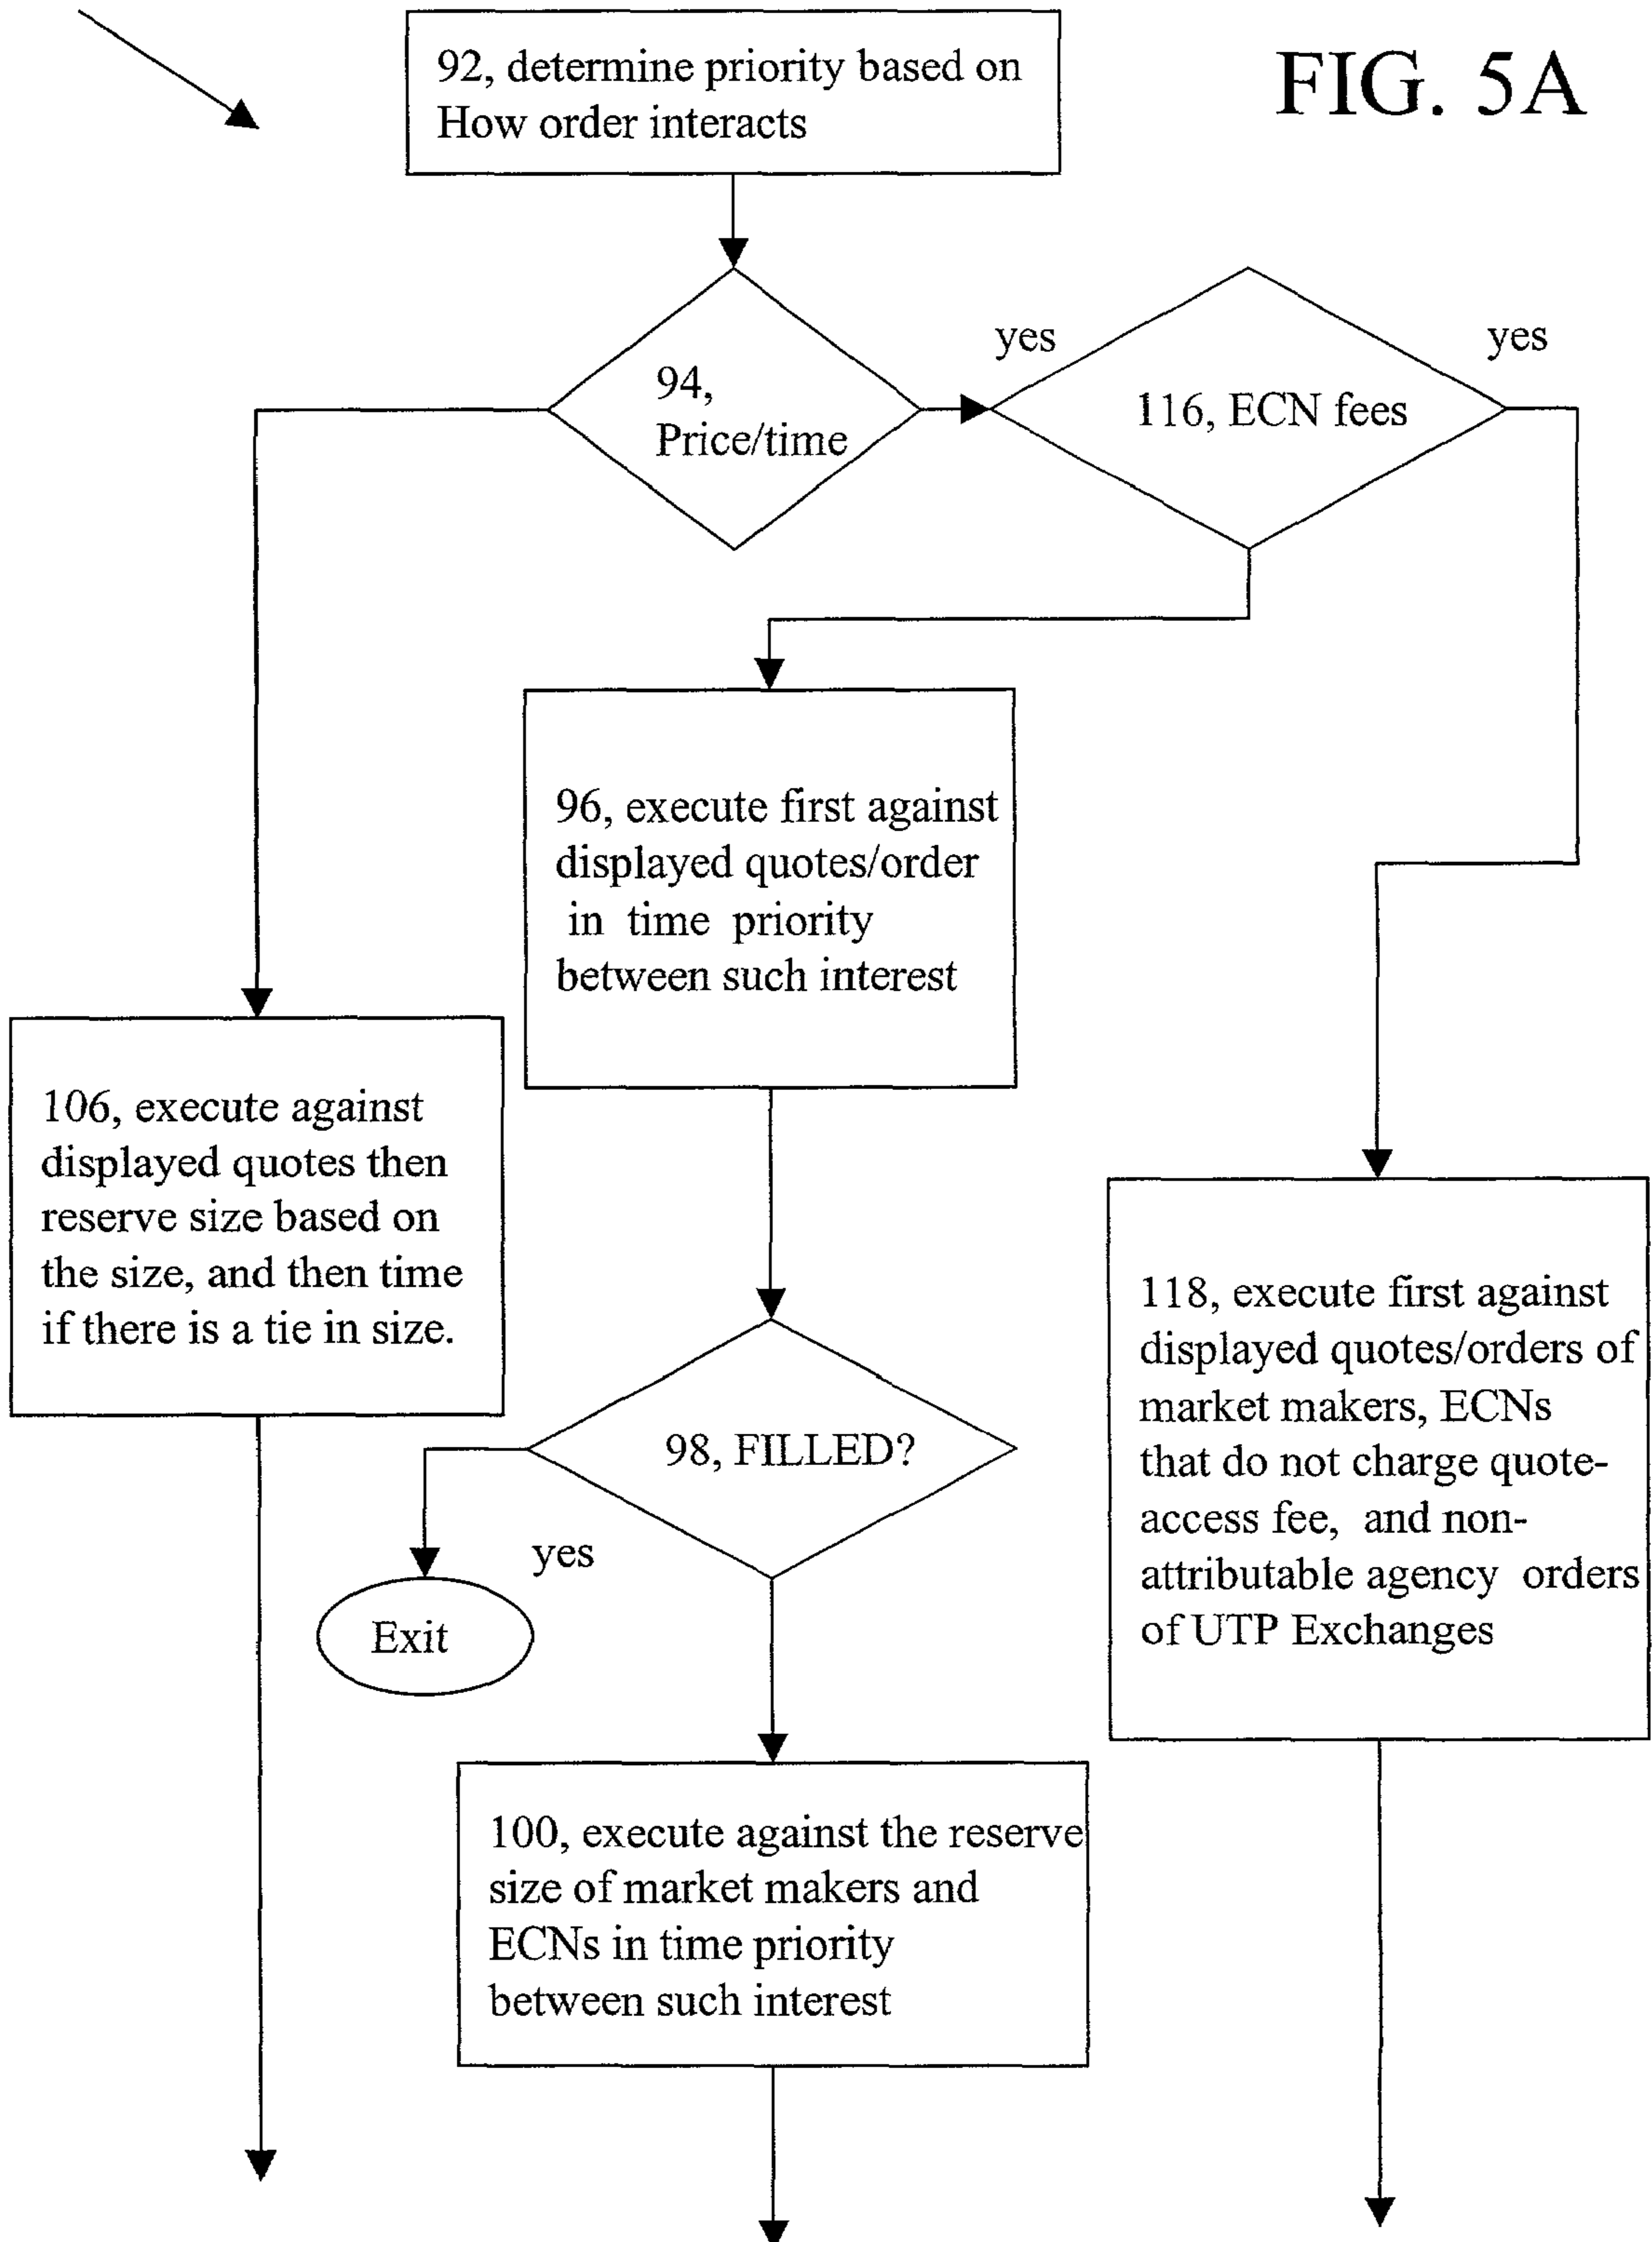 92, determine priority based on
How order interacts
FIG. 5A
94,
Price/time
yes
116, ECN fees
yes
96, execute first against
displayed quotes/order
in time priority
between such interest
106, execute against
displayed quotes then
reserve size based on
the size, and then time
if there is a tie in size.
98, FILLED?
yes
Exit
118, execute first against
displayed quotes/orders of
market makers, ECNs
that do not charge quote-
access fee, and non-
attributable agency orders
of UTP Exchanges
100, execute against the reserve
size of market makers and
ECNs in time priority
between such interest